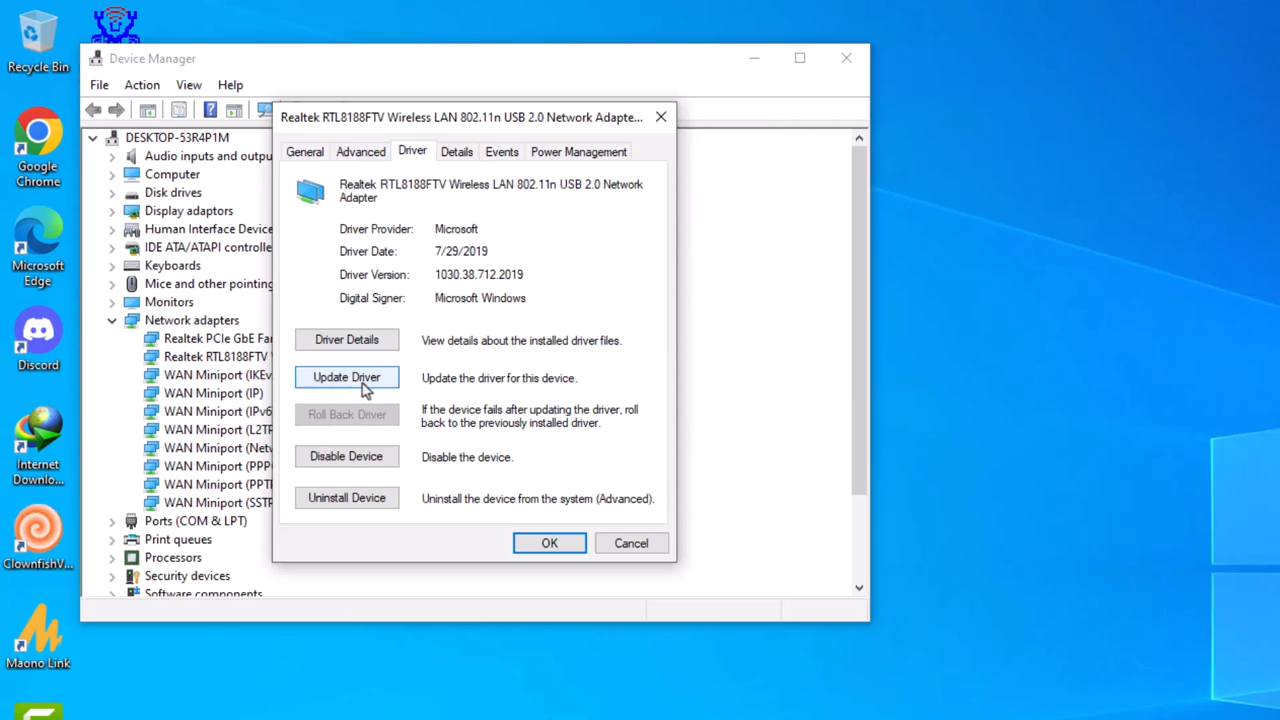 Recycle Bin
Google
Chrome
Microsoft
Edge
Discord
Internet
Downlo...
ClownfishV...
Maono Link
Device Manager
File Action View Help
DESKTOP-53R4P1M
Audio inputs and outpu
Computer
Disk drives
Display adaptors
Human Interface Device
IDE ATA/ATAPI controlle
Keyboards
Mice and other pointing
Monitors
Network adapters
Realtek PCIe GbE Far
Realtek RTL8188FTV
WAN Miniport (IKEv
WAN Miniport (IP)
WAN Miniport (IPv6
WAN Miniport (L2TP
WAN Miniport (Netw
WAN Miniport (PPP
WAN Miniport (PPTP
WAN Miniport (SSTP
Ports (COM & LPT)
Print queues
Processors
Security devices
Software components
Realtek RTL8188FTV Wireless LAN 802.11n USB 2.0 Network Adapte...
General Advanced Driver Details Events Power Management
Realtek RTL8188FTV Wireless LAN 802.11n USB 2.0 Network
Adapter
Driver Provider: Microsoft
Driver Date: 7/29/2019
Driver Version: 1030.38.712.2019
Digital Signer: Microsoft Windows
Driver Details View details about the installed driver files.
Update Driver Update the driver for this device.
Roll Back Driver If the device fails after updating the driver, roll
back to the previously installed driver.
Disable Device Disable the device.
Uninstall Device Uninstall the device from the system (Advanced).
OK Cancel